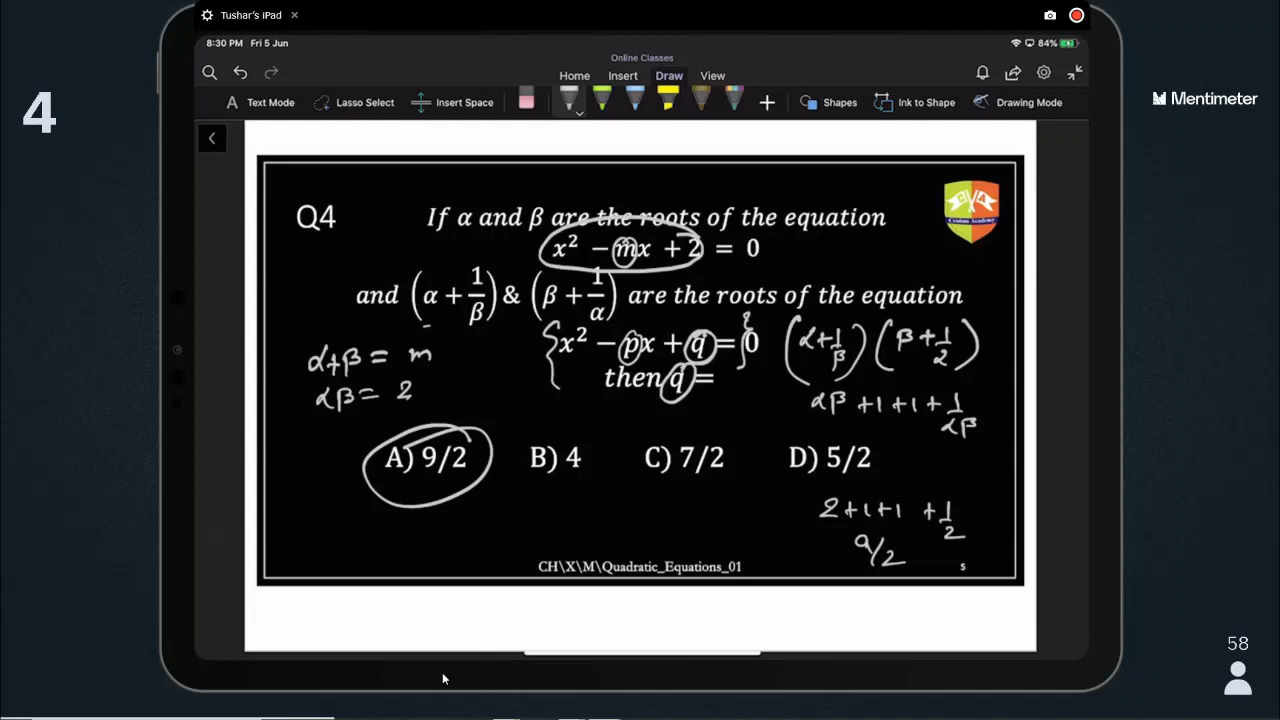 Tushar's iPad ×
8:30 PM Fri 5 Jun
84%
Online Classes
Home Insert Draw View
A Text Mode Lasso Select Insert Space Shapes Ink to Shape Drawing Mode
4
Mentimeter
Q4 If α and β are the roots of the equation
x² − mx + 2 = 0
and (α + 1/β) & (β + 1/α) are the roots of the equation
x² − px + q = 0
then q =
α+β = m
αβ = 2
(α+1/β) (β+1/2)
αβ +1+1+1/αβ
A) 9/2 B) 4 C) 7/2 D) 5/2
2+1+1 +1/2
9/2
CH\X\M\Quadratic_Equations_01
5
Centum Academy
58